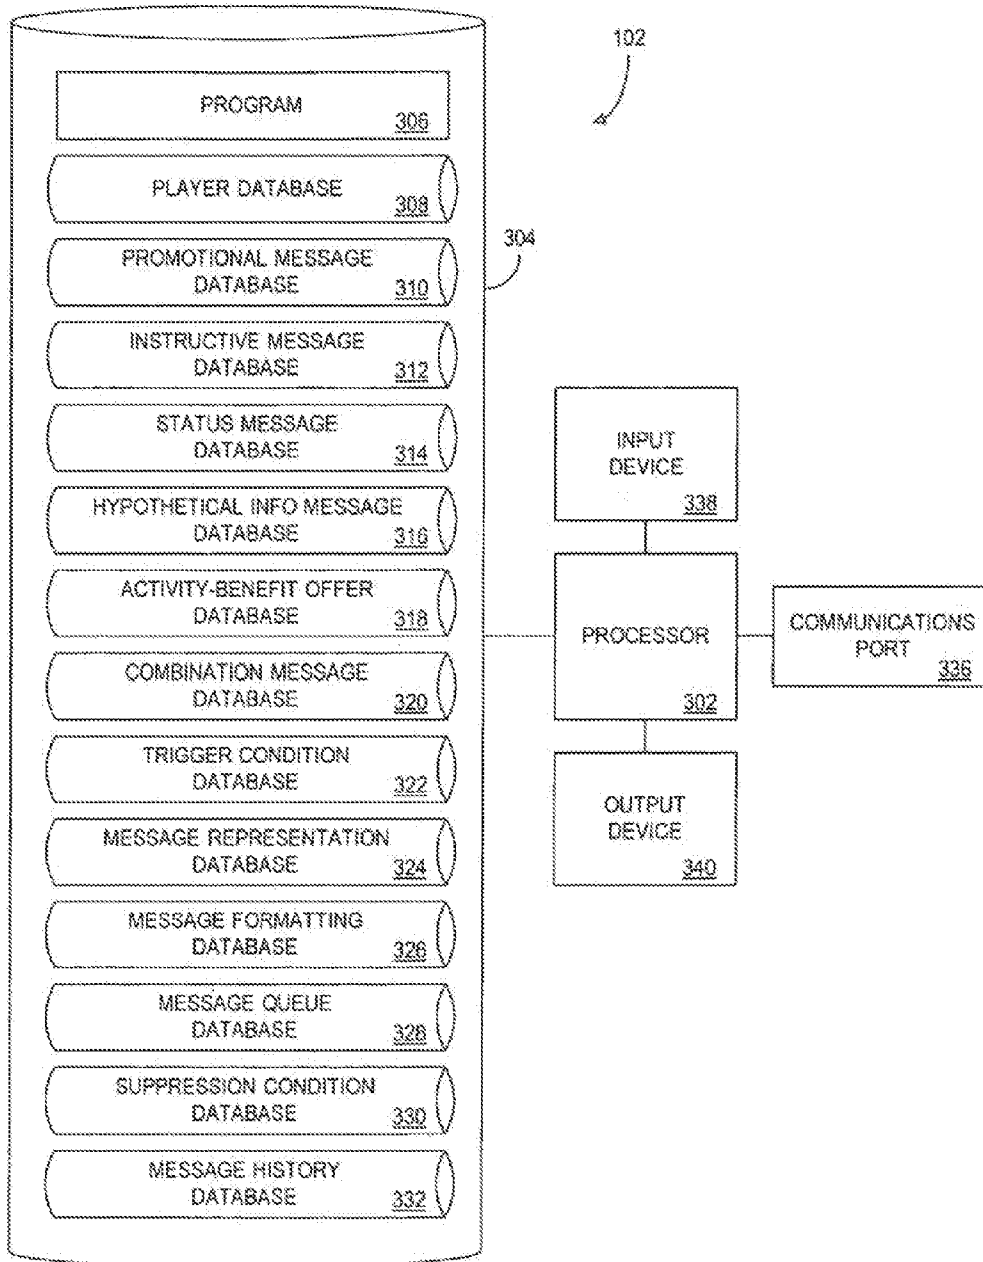 102
PROGRAM
306
PLAYER DATABASE
308
304
PROMOTIONAL MESSAGE
DATABASE
310
INSTRUCTIVE MESSAGE
DATABASE
312
STATUS MESSAGE
DATABASE
314
HYPOTHETICAL INFO MESSAGE
DATABASE
316
ACTIVITY-BENEFIT OFFER
DATABASE
318
COMBINATION MESSAGE
DATABASE
320
TRIGGER CONDITION
DATABASE
322
MESSAGE REPRESENTATION
DATABASE
324
MESSAGE FORMATTING
DATABASE
326
MESSAGE QUEUE
DATABASE
328
SUPPRESSION CONDITION
DATABASE
330
MESSAGE HISTORY
DATABASE
332
INPUT
DEVICE
338
PROCESSOR
302
COMMUNICATIONS
PORT
336
OUTPUT
DEVICE
340